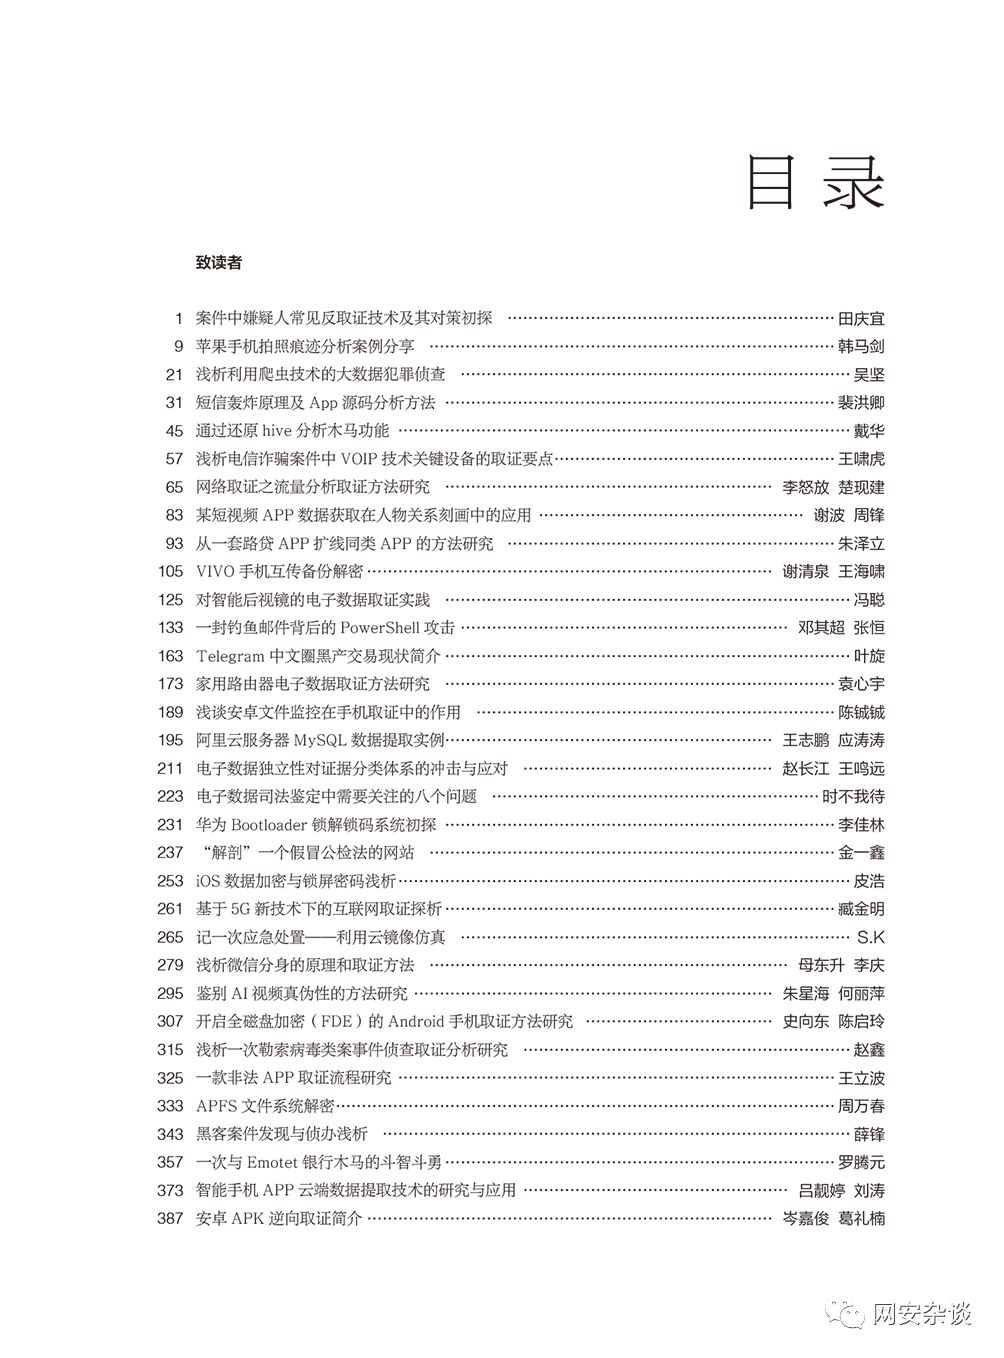 目录
致读者
1 案件中嫌疑人常见反取证技术及其对策初探 田庆宜
9 苹果手机拍照痕迹分析案例分享 韩马剑
21 浅析利用爬虫技术的大数据犯罪侦查 吴坚
31 短信轰炸原理及 App 源码分析方法 裴洪卿
45 通过还原 hive 分析木马功能 戴华
57 浅析电信诈骗案件中 VOIP 技术关键设备的取证要点 王啸虎
65 网络取证之流量分析取证方法研究 李怒放 楚现建
83 某短视频 APP 数据获取在人物关系刻画中的应用 谢波 周锋
93 从一套路贷 APP 扩线同类 APP 的方法研究 朱泽立
105 VIVO 手机互传备份解密 谢清泉 王海啸
125 对智能后视镜的电子数据取证实践 冯聪
133 一封钓鱼邮件背后的 PowerShell 攻击 邓其超 张恒
163 Telegram 中文圈黑产交易现状简介 叶旋
173 家用路由器电子数据取证方法研究 袁心宇
189 浅谈安卓文件监控在手机取证中的作用 陈铖铖
195 阿里云服务器 MySQL 数据提取实例 王志鹏 应涛涛
211 电子数据独立性对证据分类体系的冲击与应对 赵长江 王鸣远
223 电子数据司法鉴定中需要关注的八个问题 时不我待
231 华为 Bootloader 锁解锁码系统初探 李佳林
237 “解剖”一个假冒公检法的网站 金一鑫
253 iOS 数据加密与锁屏密码浅析 皮浩
261 基于 5G 新技术下的互联网取证探析 臧金明
265 记一次应急处置——利用云镜像仿真 S.K
279 浅析微信分身的原理和取证方法 母东升 李庆
295 鉴别 AI 视频真伪性的方法研究 朱星海 何丽萍
307 开启全磁盘加密（FDE）的 Android 手机取证方法研究 史向东 陈启玲
315 浅析一次勒索病毒类案事件侦查取证分析研究 赵鑫
325 一款非法 APP 取证流程研究 王立波
333 APFS 文件系统解密 周万春
343 黑客案件发现与侦办浅析 薛锋
357 一次与 Emotet 银行木马的斗智斗勇 罗腾元
373 智能手机 APP 云端数据提取技术的研究与应用 吕靓婷 刘涛
387 安卓 APK 逆向取证简介 岑嘉俊 葛礼楠
网安杂谈